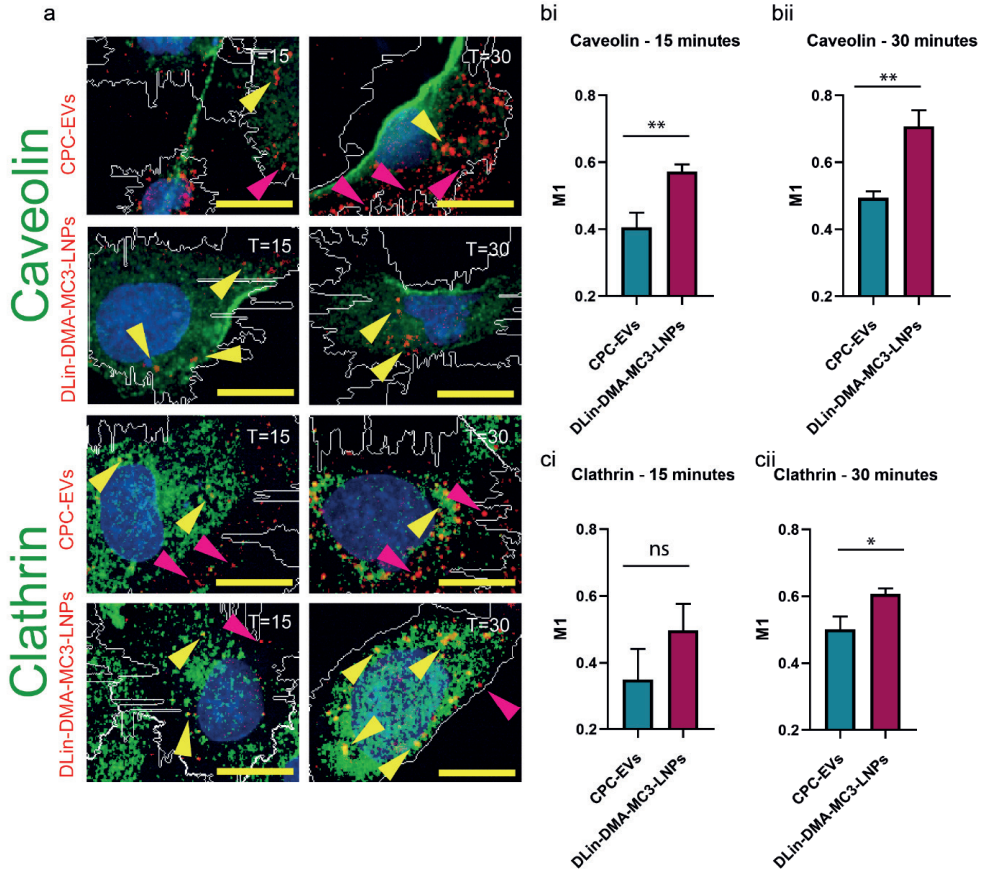 a
Caveolin
CPC-EVs
T=15
T=30
DLin-DMA-MC3-LNPs
T=15
T=30
Clathrin
CPC-EVs
T=15
T=30
DLin-DMA-MC3-LNPs
T=15
T=30
bi
Caveolin - 15 minutes
**
M1
0.8
0.6
0.4
0.2
CPC-EVs
DLin-DMA-MC3-LNPs
bii
Caveolin - 30 minutes
**
M1
0.8
0.6
0.4
0.2
CPC-EVs
DLin-DMA-MC3-LNPs
ci
Clathrin - 15 minutes
ns
M1
0.8
0.6
0.4
0.2
CPC-EVs
DLin-DMA-MC3-LNPs
cii
Clathrin - 30 minutes
*
M1
0.8
0.6
0.4
0.2
CPC-EVs
DLin-DMA-MC3-LNPs